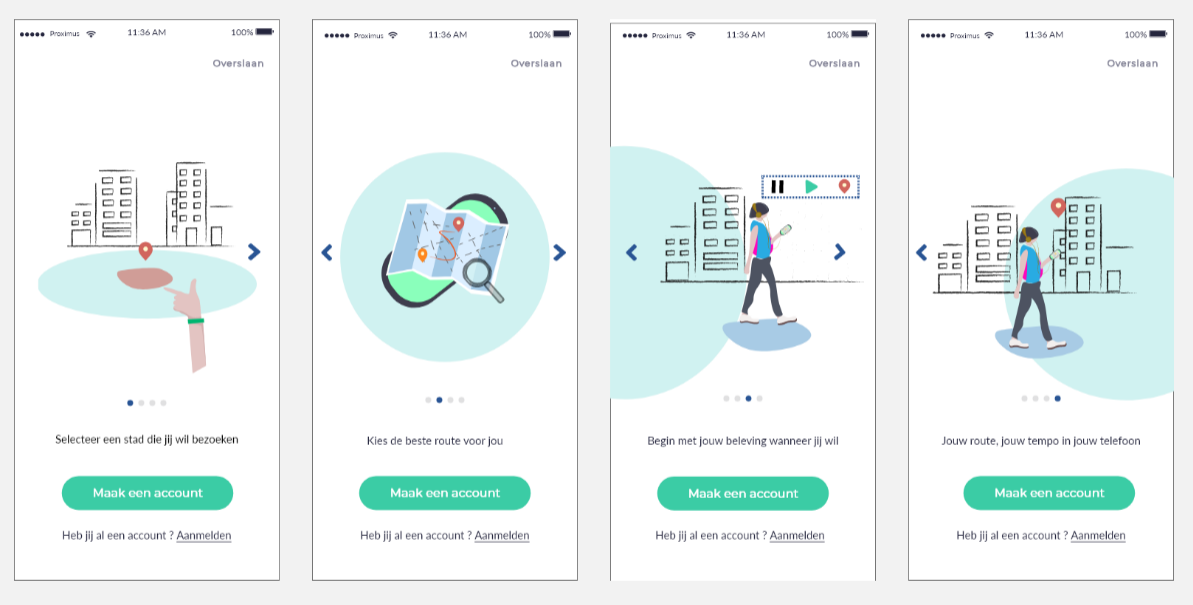 Proximus 11:36 AM 100%
Overslaan
Selecteer een stad die jij wil bezoeken
Maak een account
Heb jij al een account ? Aanmelden
Proximus 11:36 AM 100%
Overslaan
Kies de beste route voor jou
Maak een account
Heb jij al een account ? Aanmelden
Proximus 11:36 AM 100%
Overslaan
Begin met jouw beleving wanneer jij wil
Maak een account
Heb jij al een account ? Aanmelden
Proximus 11:36 AM 100%
Overslaan
Jouw route, jouw tempo in jouw telefoon
Maak een account
Heb jij al een account ? Aanmelden